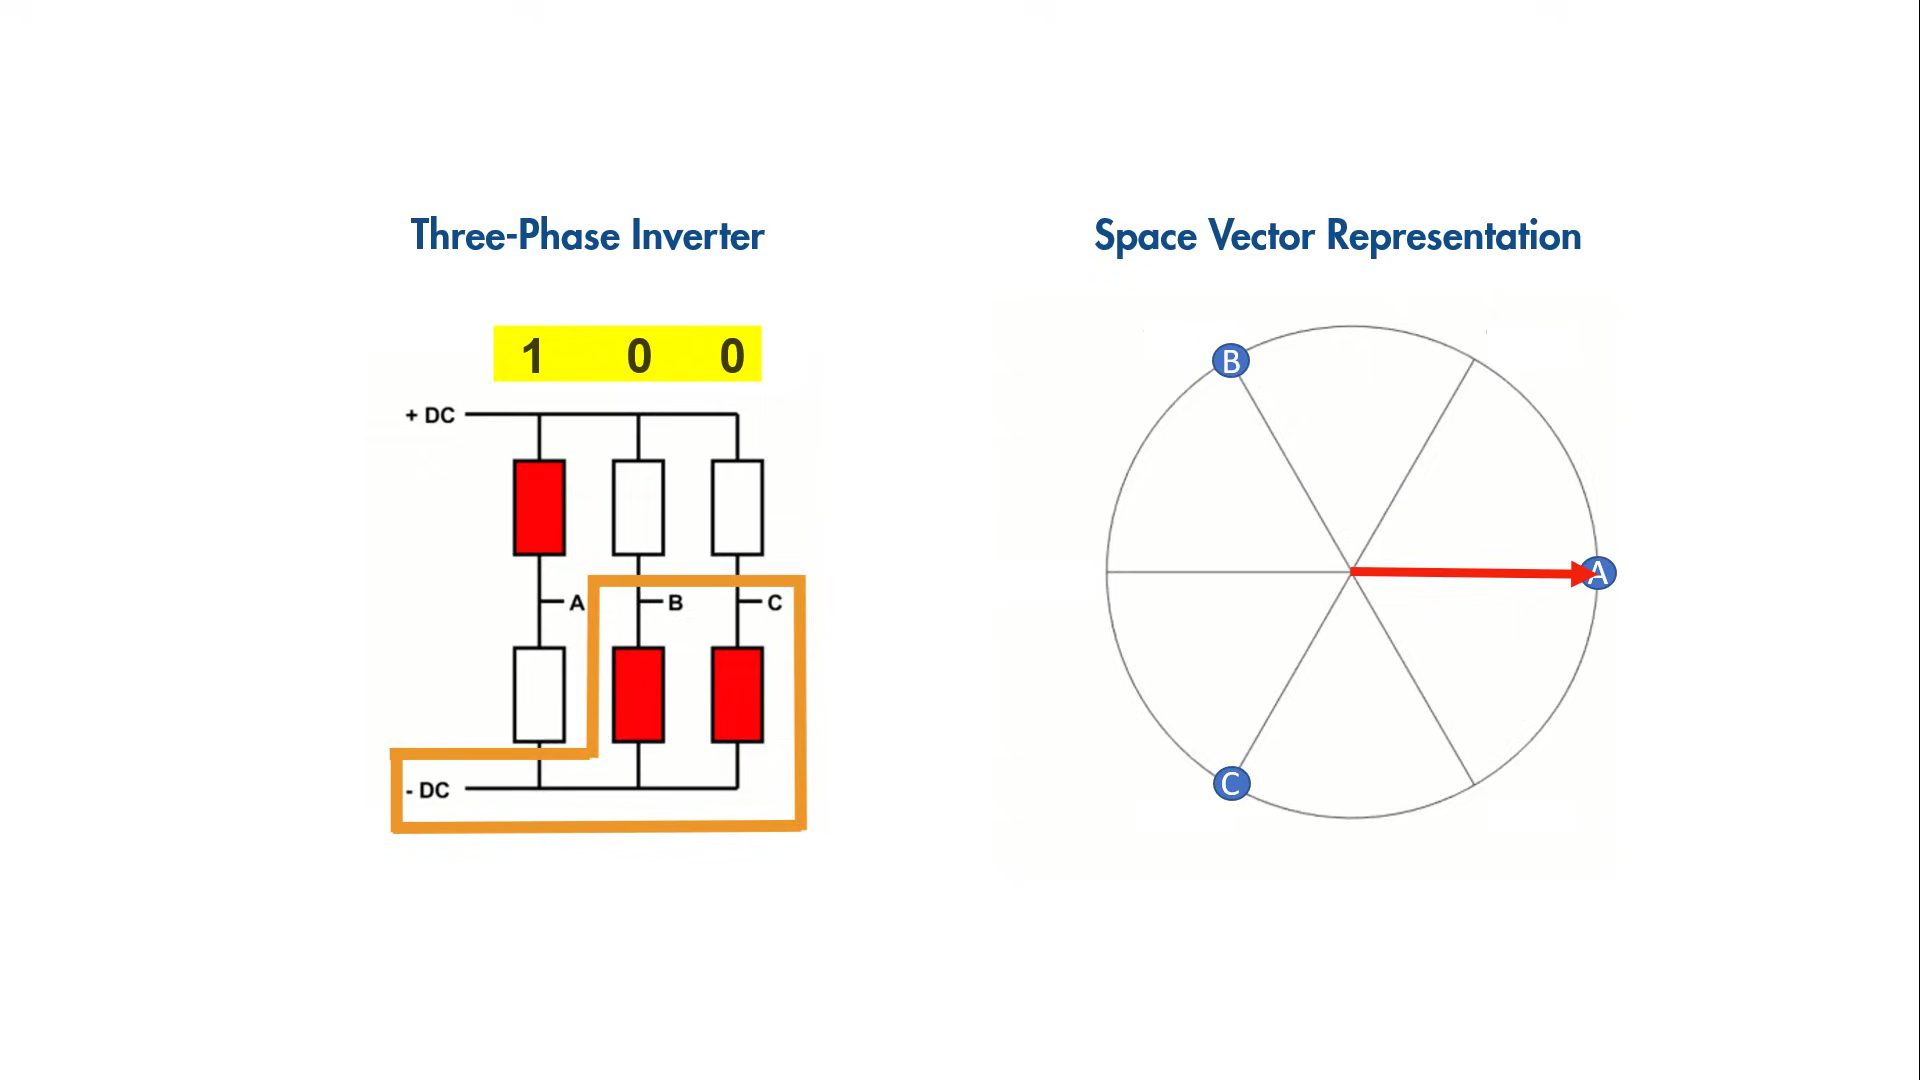 Three-Phase Inverter
1 0 0
+ DC
A
B
C
- DC
Space Vector Representation
B
A
C